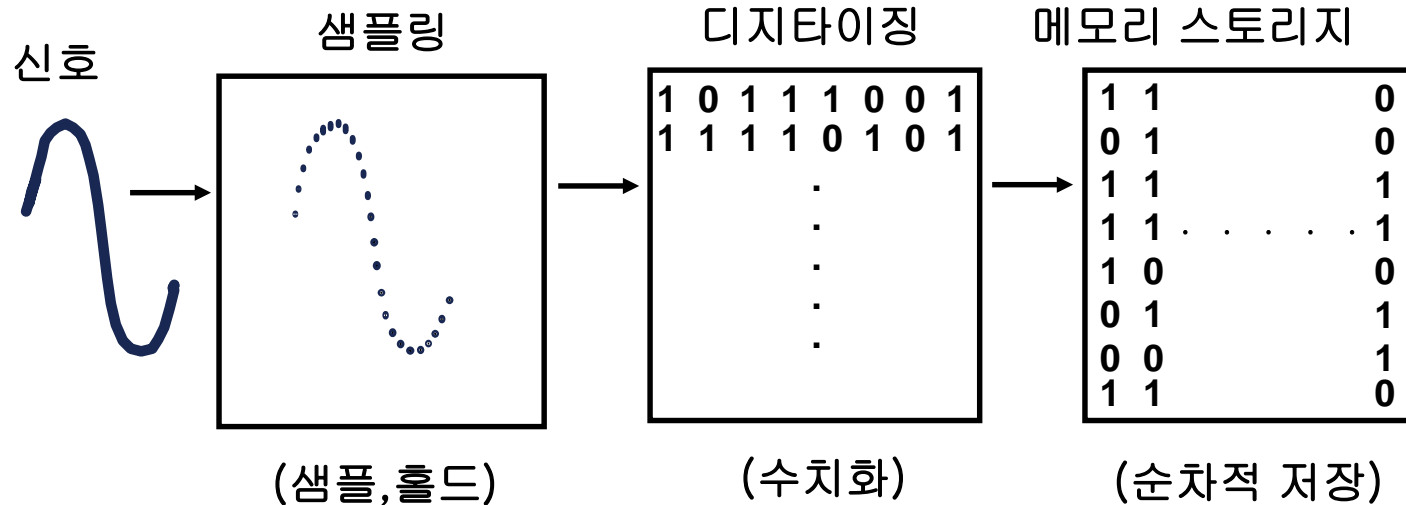 신호
샘플링
디지타이징
메모리 스토리지
1 0 1 1 1 0 0 1
1 1 1 1 0 1 0 1
.
.
.
.
.
1 1 0
0 1 0
1 1 1
1 1 . . . . . 1
1 0 0
0 1 1
0 0 1
1 1 0
(샘플,홀드)
(수치화)
(순차적 저장)